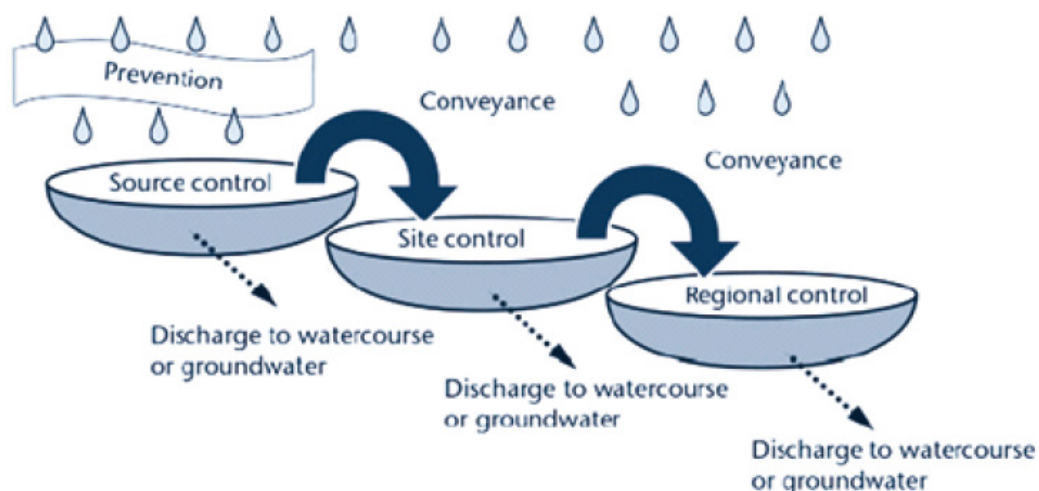 Prevention
Conveyance
Conveyance
Source control
Site control
Regional control
Discharge to watercourse
or groundwater
Discharge to watercourse
or groundwater
Discharge to watercourse
or groundwater